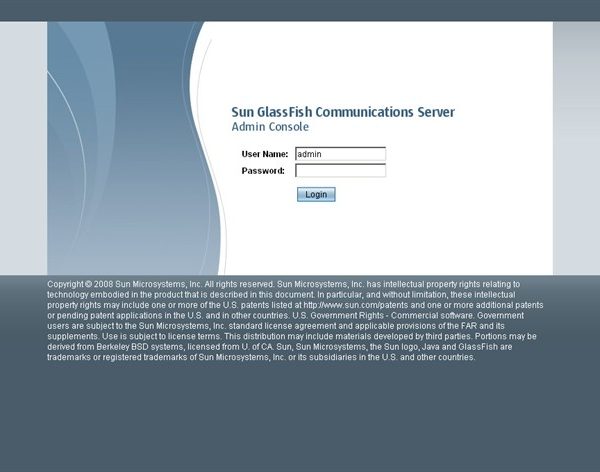 Sun GlassFish Communications Server
Admin Console
User Name: admin
Password:
Login
Copyright © 2008 Sun Microsystems, Inc. All rights reserved. Sun Microsystems, Inc. has intellectual property rights relating to
technology embodied in the product that is described in this document. In particular, and without limitation, these intellectual
property rights may include one or more of the U.S. patents listed at http://www.sun.com/patents and one or more additional patents
or pending patent applications in the U.S. and in other countries. U.S. Government Rights - Commercial software. Government
users are subject to the Sun Microsystems, Inc. standard license agreement and applicable provisions of the FAR and its
supplements. Use is subject to license terms. This distribution may include materials developed by third parties. Portions may be
derived from Berkeley BSD systems, licensed from U. of CA. Sun, Sun Microsystems, the Sun logo, Java and GlassFish are
trademarks or registered trademarks of Sun Microsystems, Inc. or its subsidiaries in the U.S. and other countries.